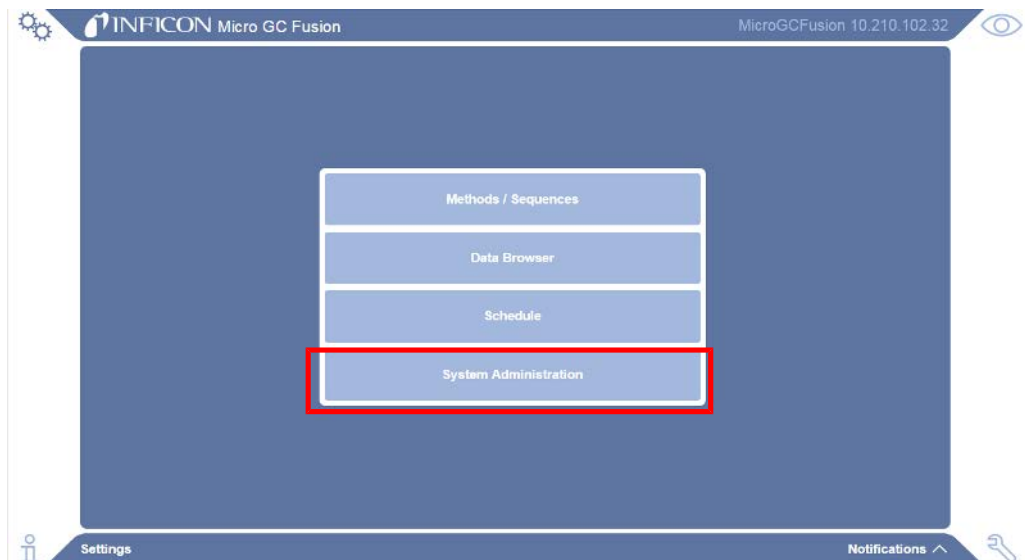 INFICON Micro GC Fusion
MicroGCFusion 10.210.102.32
Methods / Sequences
Data Browser
Schedule
System Administration
Settings
Notifications